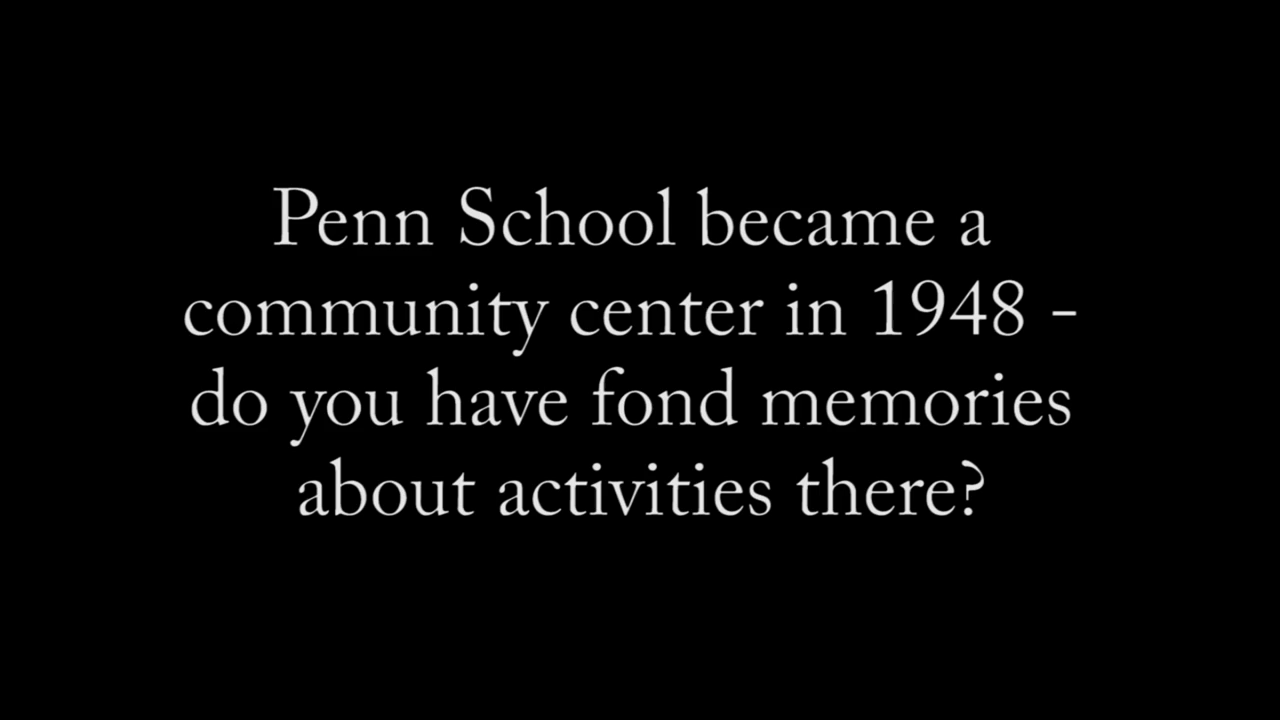 Penn School became a
community center in 1948 -
do you have fond memories
about activities there?